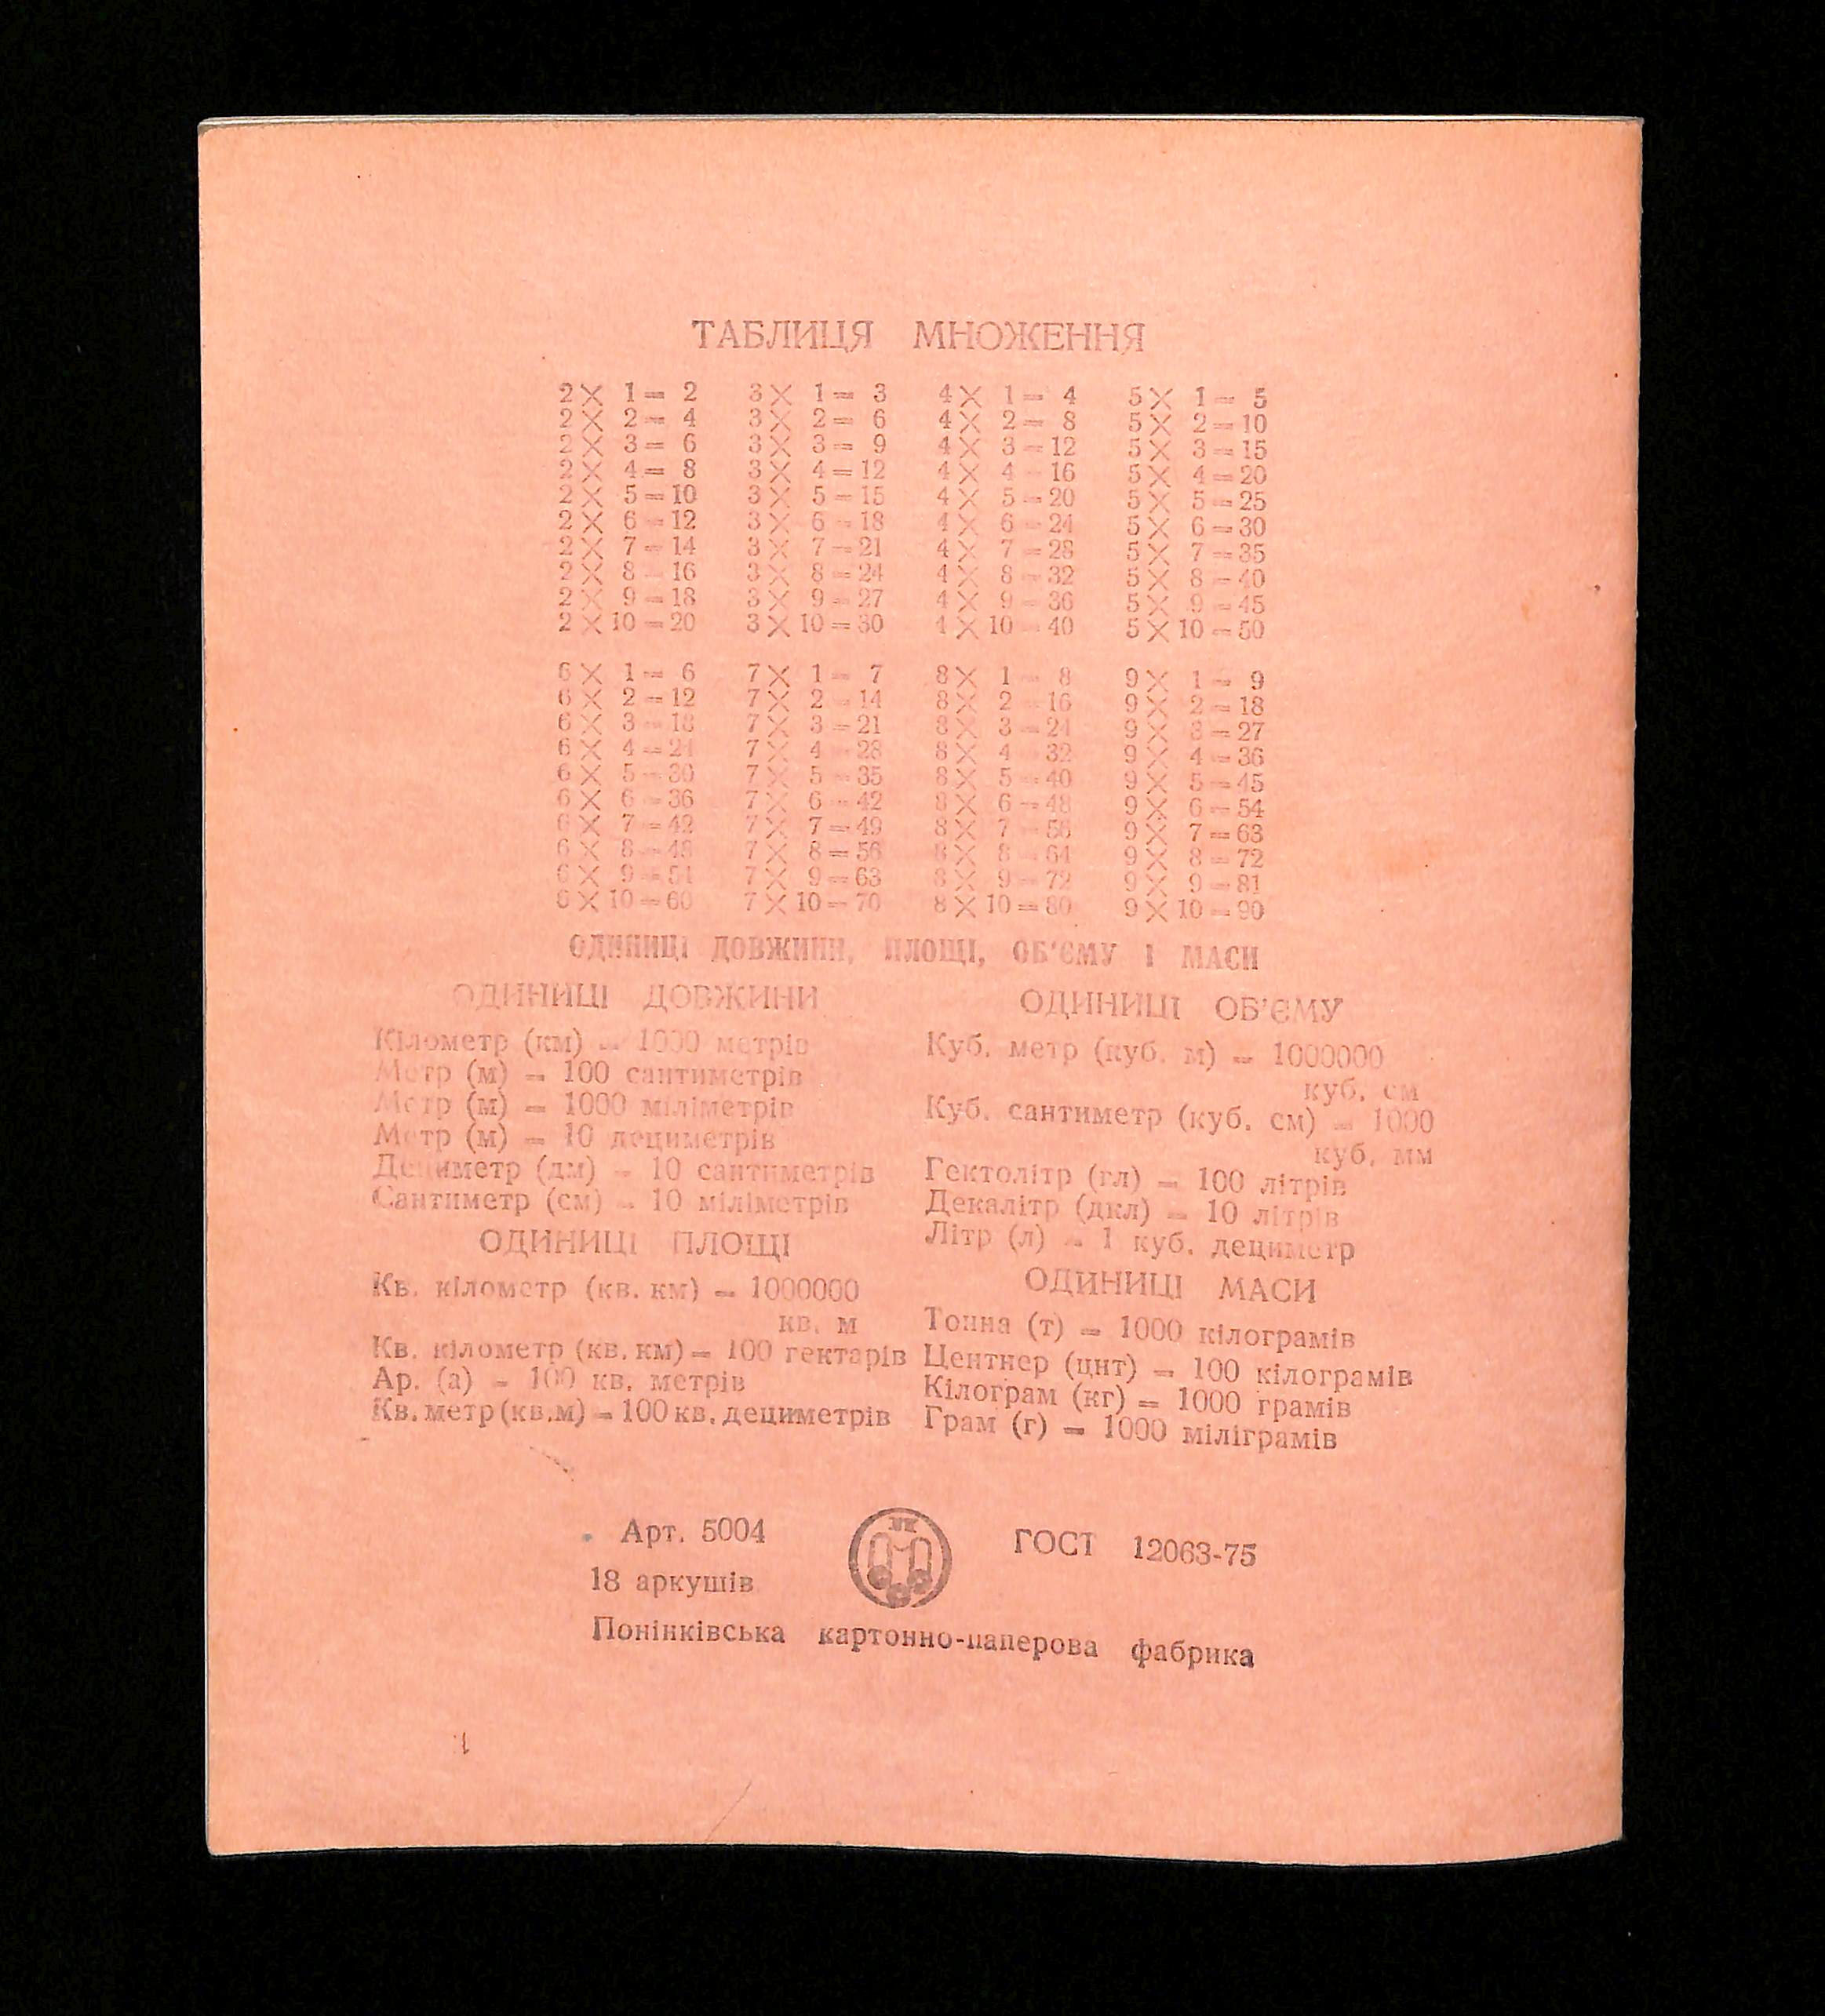 ТАБЛИЦЯ МНОЖЕННЯ
2 × 1 = 2 3 × 1 = 3 4 × 1 = 4 5 × 1 = 5
2 × 2 = 4 3 × 2 = 6 4 × 2 = 8 5 × 2 = 10
2 × 3 = 6 3 × 3 = 9 4 × 3 = 12 5 × 3 = 15
2 × 4 = 8 3 × 4 = 12 4 × 4 = 16 5 × 4 = 20
2 × 5 = 10 3 × 5 = 15 4 × 5 = 20 5 × 5 = 25
2 × 6 = 12 3 × 6 = 18 4 × 6 = 24 5 × 6 = 30
2 × 7 = 14 3 × 7 = 21 4 × 7 = 28 5 × 7 = 35
2 × 8 = 16 3 × 8 = 24 4 × 8 = 32 5 × 8 = 40
2 × 9 = 18 3 × 9 = 27 4 × 9 = 36 5 × 9 = 45
2 × 10 = 20 3 × 10 = 30 4 × 10 = 40 5 × 10 = 50
6 × 1 = 6 7 × 1 = 7 8 × 1 = 8 9 × 1 = 9
6 × 2 = 12 7 × 2 = 14 8 × 2 = 16 9 × 2 = 18
6 × 3 = 18 7 × 3 = 21 8 × 3 = 24 9 × 3 = 27
6 × 4 = 24 7 × 4 = 28 8 × 4 = 32 9 × 4 = 36
6 × 5 = 30 7 × 5 = 35 8 × 5 = 40 9 × 5 = 45
6 × 6 = 36 7 × 6 = 42 8 × 6 = 48 9 × 6 = 54
6 × 7 = 42 7 × 7 = 49 8 × 7 = 56 9 × 7 = 63
6 × 8 = 48 7 × 8 = 56 8 × 8 = 64 9 × 8 = 72
6 × 9 = 54 7 × 9 = 63 8 × 9 = 72 9 × 9 = 81
6 × 10 = 60 7 × 10 = 70 8 × 10 = 80 9 × 10 = 90
ОДИНИЦІ ДОВЖИНИ, ПЛОЩІ, ОБ'ЄМУ І МАСИ
ОДИНИЦІ ДОВЖИНИ
Кілометр (км) = 1000 метрів
Метр (м) = 100 сантиметрів
Метр (м) = 1000 міліметрів
Метр (м) = 10 дециметрів
Дециметр (дм) = 10 сантиметрів
Сантиметр (см) = 10 міліметрів
ОДИНИЦІ ПЛОЩІ
Кв. кілометр (кв. км) = 1000000
кв. м
Кв. кілометр (кв. км) = 100 гектарів
Ар. (а) = 100 кв. метрів
Кв. метр (кв.м) = 100 кв. дециметрів
ОДИНИЦІ ОБ'ЄМУ
Куб. метр (куб. м) = 1000000
куб. см
Куб. сантиметр (куб. см) = 1000
куб. мм
Гектолітр (гл) = 100 літрів
Декалітр (дкл) = 10 літрів
Літр (л) = 1 куб. дециметр
ОДИНИЦІ МАСИ
Тонна (т) = 1000 кілограмів
Центнер (цнт) = 100 кілограмів
Кілограм (кг) = 1000 грамів
Грам (г) = 1000 міліграмів
Арт. 5004 ГОСТ 12063-75
18 аркушів
Понінківська картонно-паперова фабрика